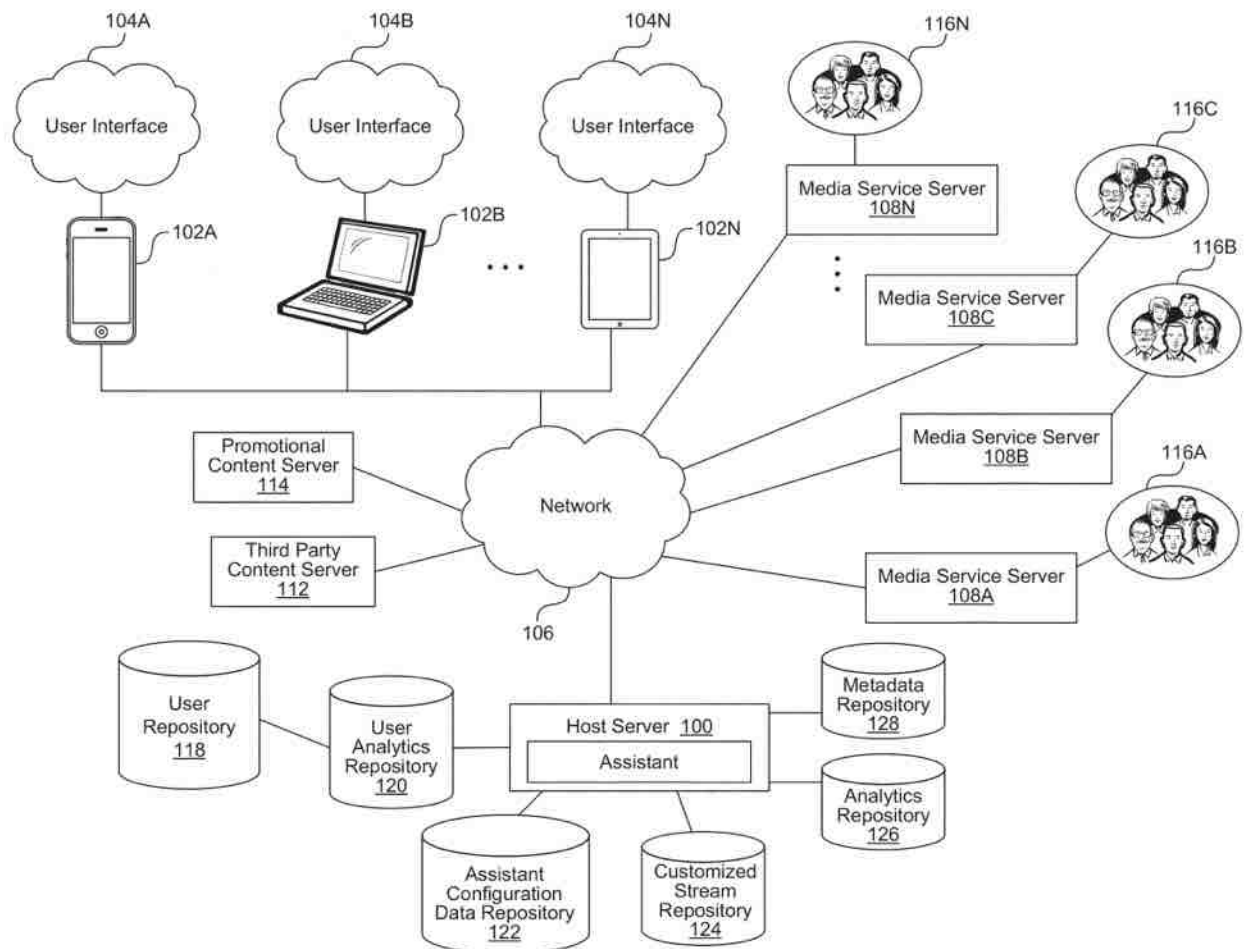 104A
104B
104N
116N
User Interface
User Interface
User Interface
116C
Media Service Server
108N
102A
102B
102N
• • •
116B
Media Service Server
108C
Media Service Server
108B
116A
Promotional
Content Server
114
Network
Third Party
Content Server
112
Media Service Server
108A
106
User
Repository
118
User
Analytics
Repository
120
Host Server 100
Assistant
Metadata
Repository
128
Analytics
Repository
126
Assistant
Configuration
Data Repository
122
Customized
Stream
Repository
124